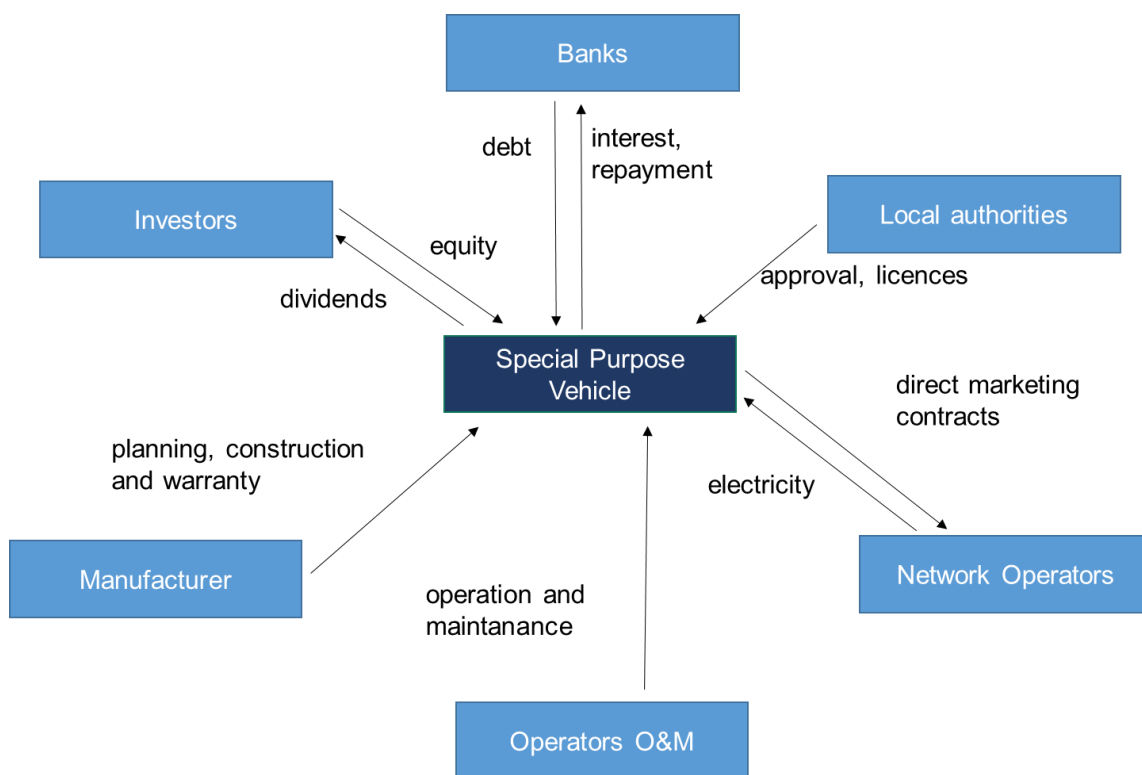 Banks
debt
interest,
repayment
Investors
Local authorities
equity
approval, licences
dividends
Special Purpose
Vehicle
direct marketing
contracts
planning, construction
and warranty
electricity
Manufacturer
Network Operators
operation and
maintanance
Operators O&M